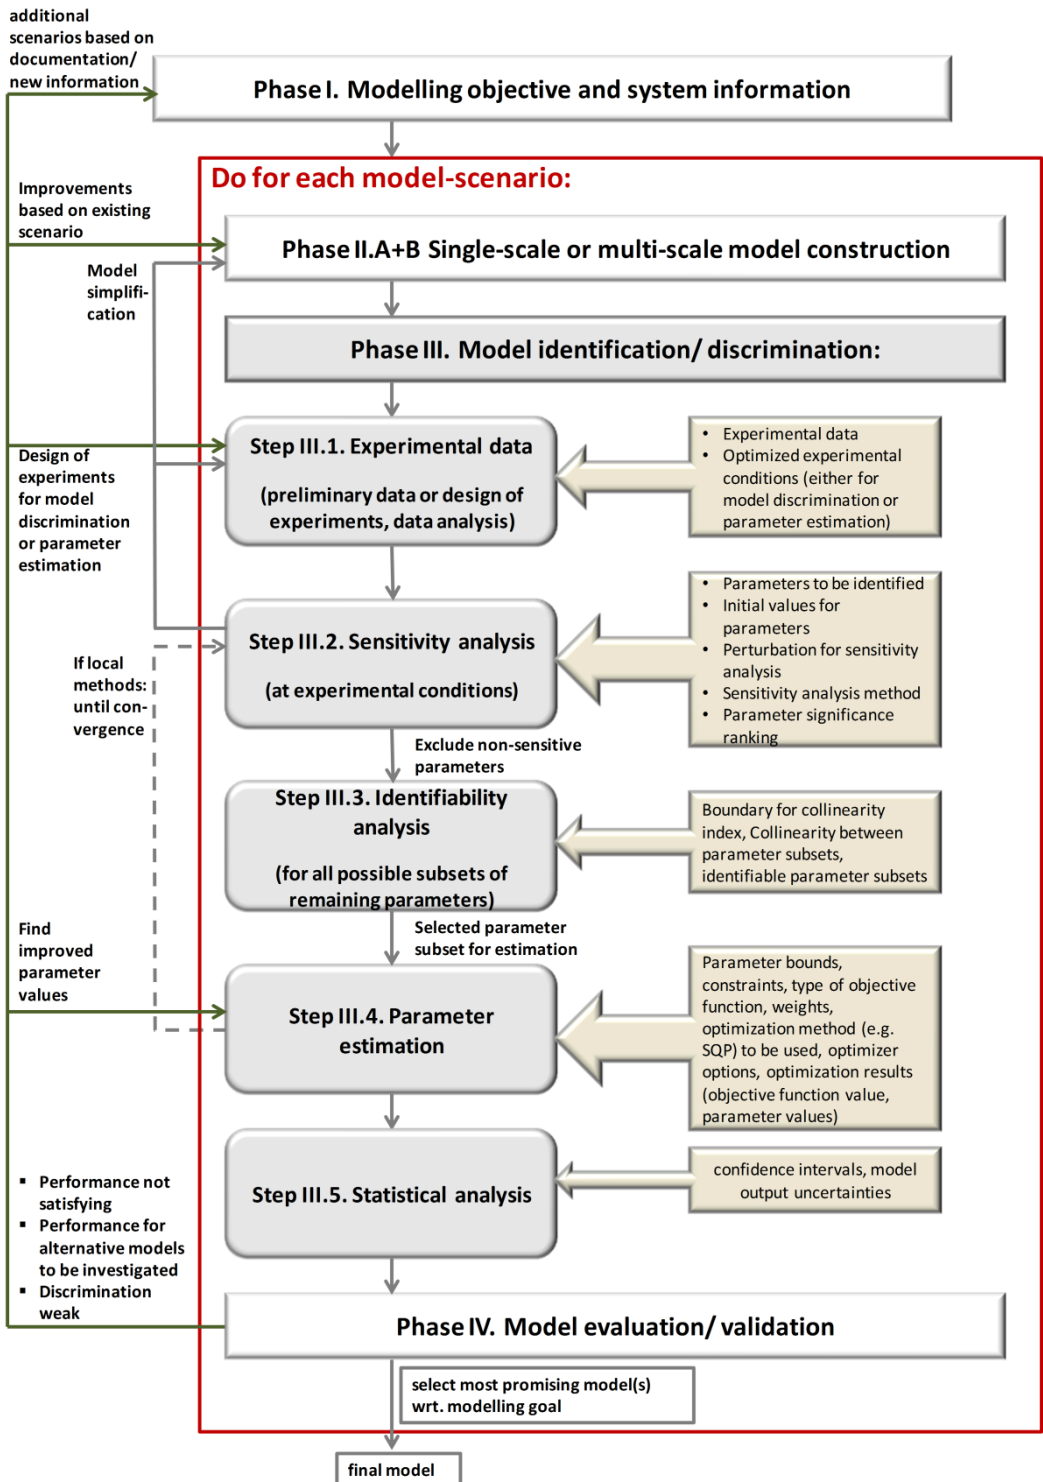 additional
scenarios based on
documentation/
new information
Phase I. Modelling objective and system information
Do for each model-scenario:
Improvements
based on existing
scenario
Phase II.A+B Single-scale or multi-scale model construction
Model
simplifi-
cation
Phase III. Model identification/ discrimination:
Step III.1. Experimental data
(preliminary data or design of
experiments, data analysis)
• Experimental data
• Optimized experimental
conditions (either for
model discrimination or
parameter estimation)
Design of
experiments
for model
discrimination
or parameter
estimation
Step III.2. Sensitivity analysis
(at experimental conditions)
• Parameters to be identified
• Initial values for
parameters
• Perturbation for sensitivity
analysis
• Sensitivity analysis method
• Parameter significance
ranking
If local
methods:
until con-
vergence
Exclude non-sensitive
parameters
Step III.3. Identifiability
analysis
(for all possible subsets of
remaining parameters)
Boundary for collinearity
index, Collinearity between
parameter subsets,
identifiable parameter subsets
Selected parameter
subset for estimation
Find
improved
parameter
values
Step III.4. Parameter
estimation
Parameter bounds,
constraints, type of objective
function, weights,
optimization method (e.g.
SQP) to be used, optimizer
options, optimization results
(objective function value,
parameter values)
Step III.5. Statistical analysis
confidence intervals, model
output uncertainties
▪ Performance not
satisfying
▪ Performance for
alternative models
to be investigated
▪ Discrimination
weak
Phase IV. Model evaluation/ validation
select most promising model(s)
wrt. modelling goal
final model